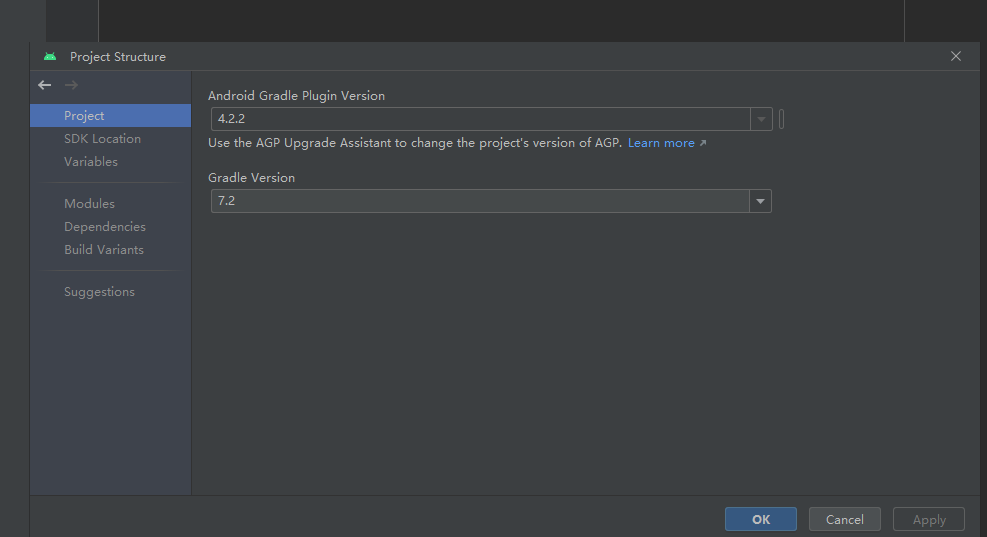 Project Structure
Project
SDK Location
Variables
Modules
Dependencies
Build Variants
Suggestions
Android Gradle Plugin Version
4.2.2
Use the AGP Upgrade Assistant to change the project's version of AGP. Learn more
Gradle Version
7.2
OK
Cancel
Apply